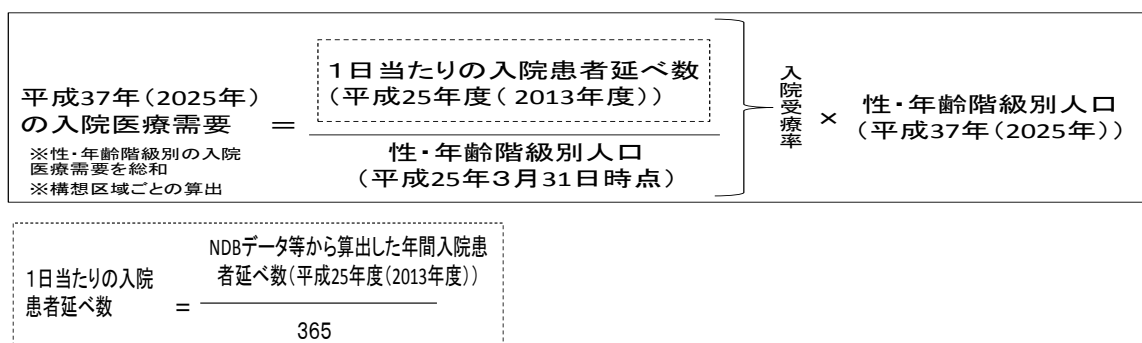 平成37年(2025年)
の入院医療需要
※性・年齢階級別の入院
医療需要を総和
※構想区域ごとの算出
=
1日当たりの入院患者延べ数
(平成25年度( 2013年度))
性・年齢階級別人口
(平成25年3月31日時点)
入院受療率
×
性・年齢階級別人口
(平成37年(2025年))
1日当たりの入院
患者延べ数
=
NDBデータ等から算出した年間入院患
者延べ数(平成25年度(2013年度))
365